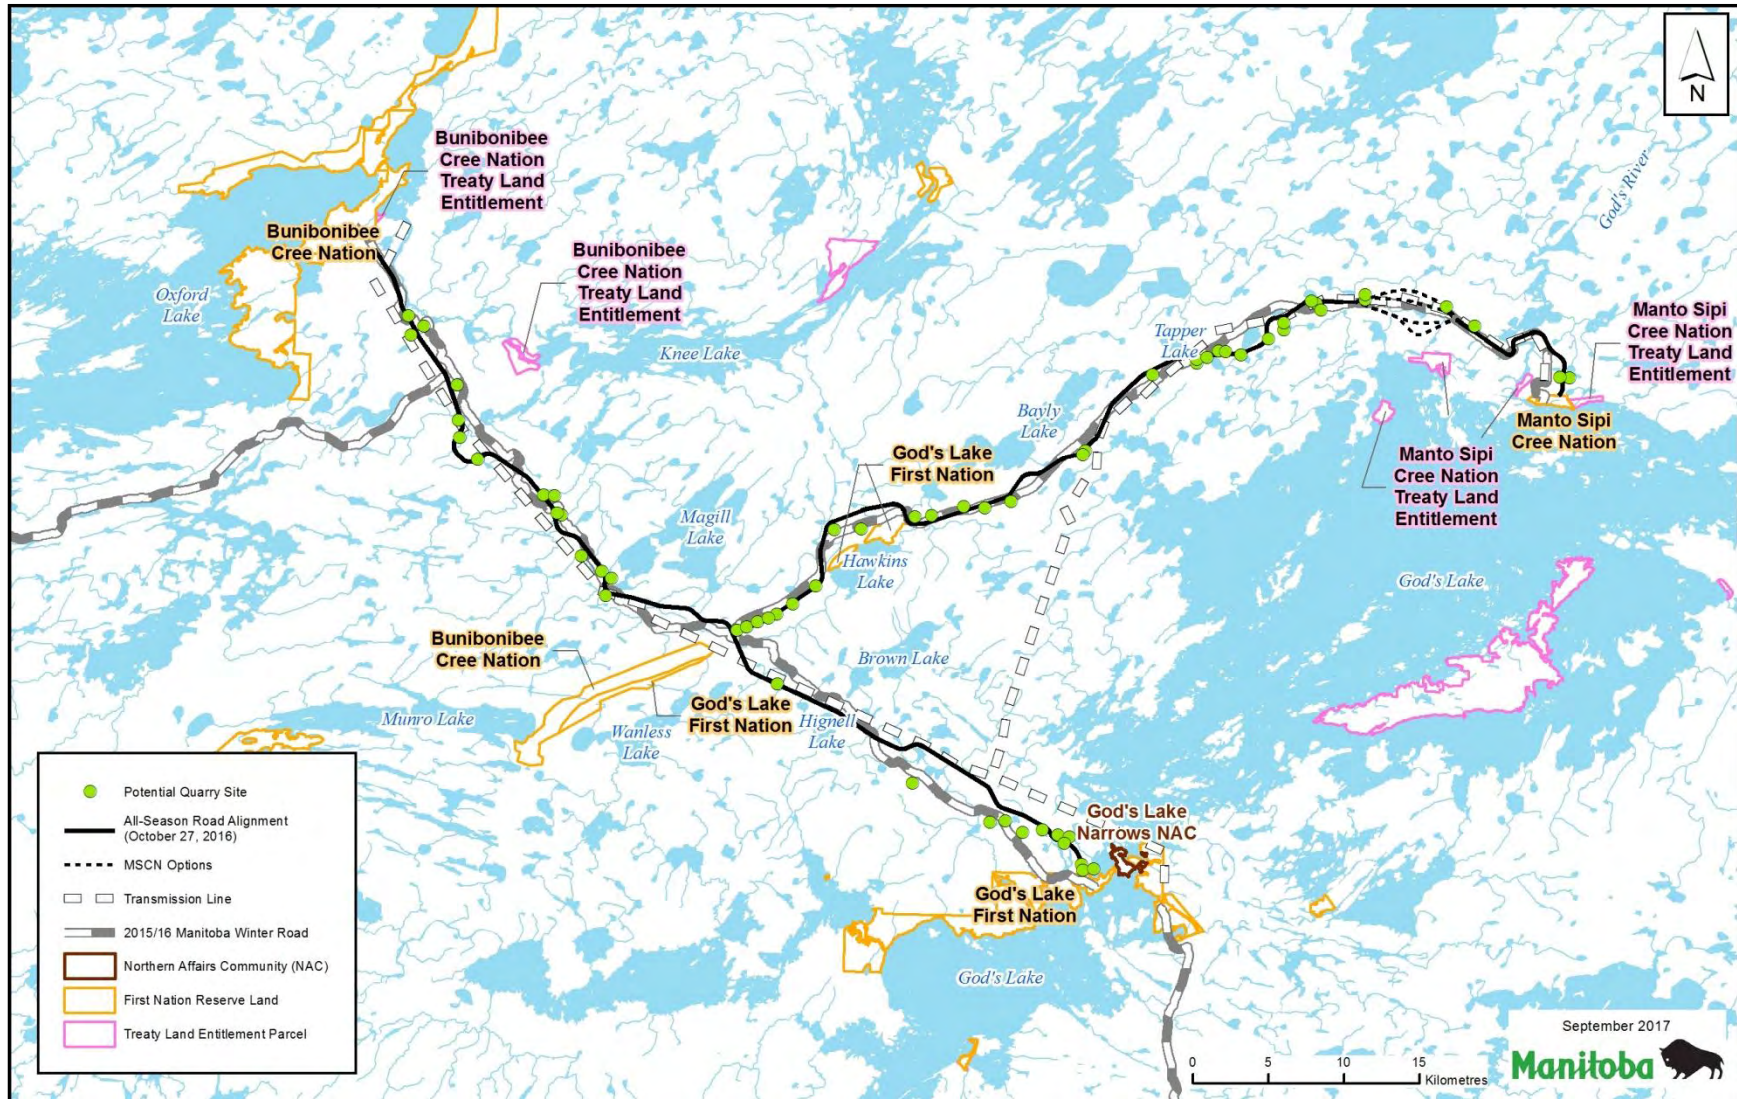 N
God's River
Bunibonibee
Cree Nation
Treaty Land
Entitlement
Bunibonibee
Cree Nation
Oxford
Lake
Bunibonibee
Cree Nation
Treaty Land
Entitlement
Knee Lake
Tapper
Lake
Manto Sipi
Cree Nation
Treaty Land
Entitlement
Bayly
Lake
Manto Sipi
Cree Nation
God's Lake
First Nation
Manto Sipi
Cree Nation
Treaty Land
Entitlement
Magill
Lake
Hawkins
Lake
God's Lake
Bunibonibee
Cree Nation
Brown Lake
God's Lake
First Nation
Munro Lake
Wanless
Lake
Hignell
Lake
God's Lake
Narrows NAC
God's Lake
First Nation
God's Lake
Potential Quarry Site
All-Season Road Alignment
(October 27, 2016)
MSCN Options
Transmission Line
2015/16 Manitoba Winter Road
Northern Affairs Community (NAC)
First Nation Reserve Land
Treaty Land Entitlement Parcel
0 5 10 15
Kilometres
September 2017
Manitoba